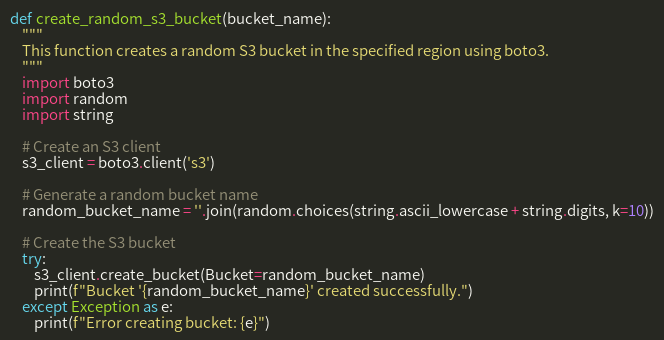 def create_random_s3_bucket(bucket_name):
    """
    This function creates a random S3 bucket in the specified region using boto3.
    """
    import boto3
    import random
    import string

    # Create an S3 client
    s3_client = boto3.client('s3')

    # Generate a random bucket name
    random_bucket_name = ''.join(random.choices(string.ascii_lowercase + string.digits, k=10))

    # Create the S3 bucket
    try:
        s3_client.create_bucket(Bucket=random_bucket_name)
        print(f"Bucket '{random_bucket_name}' created successfully.")
    except Exception as e:
        print(f"Error creating bucket: {e}")